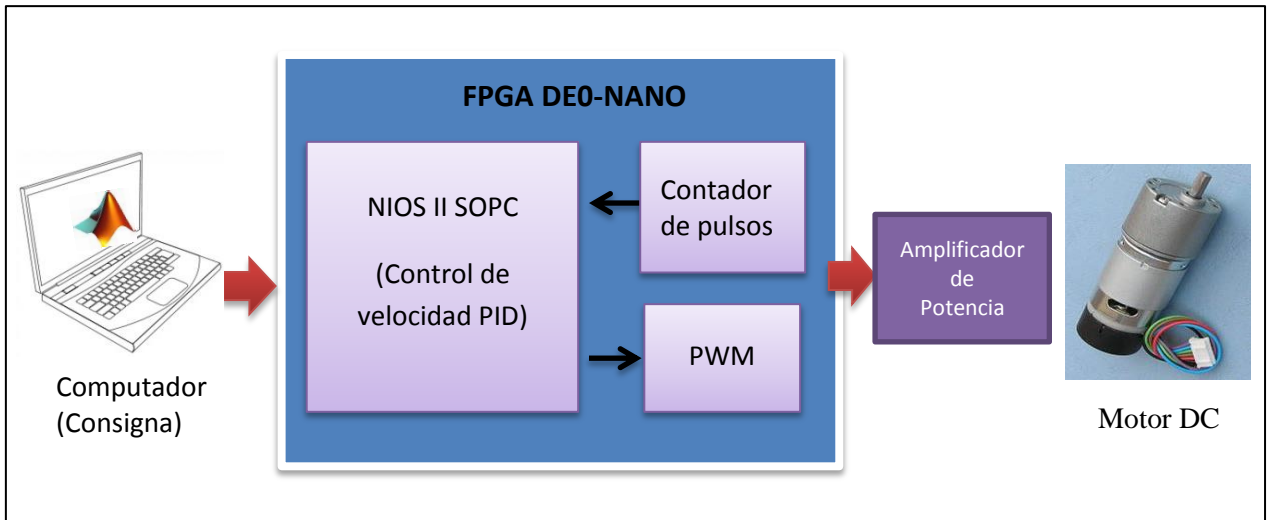 FPGA DE0-NANO
NIOS II SOPC
(Control de
velocidad PID)
Contador
de pulsos
PWM
Amplificador
de
Potencia
Computador
(Consigna)
Motor DC